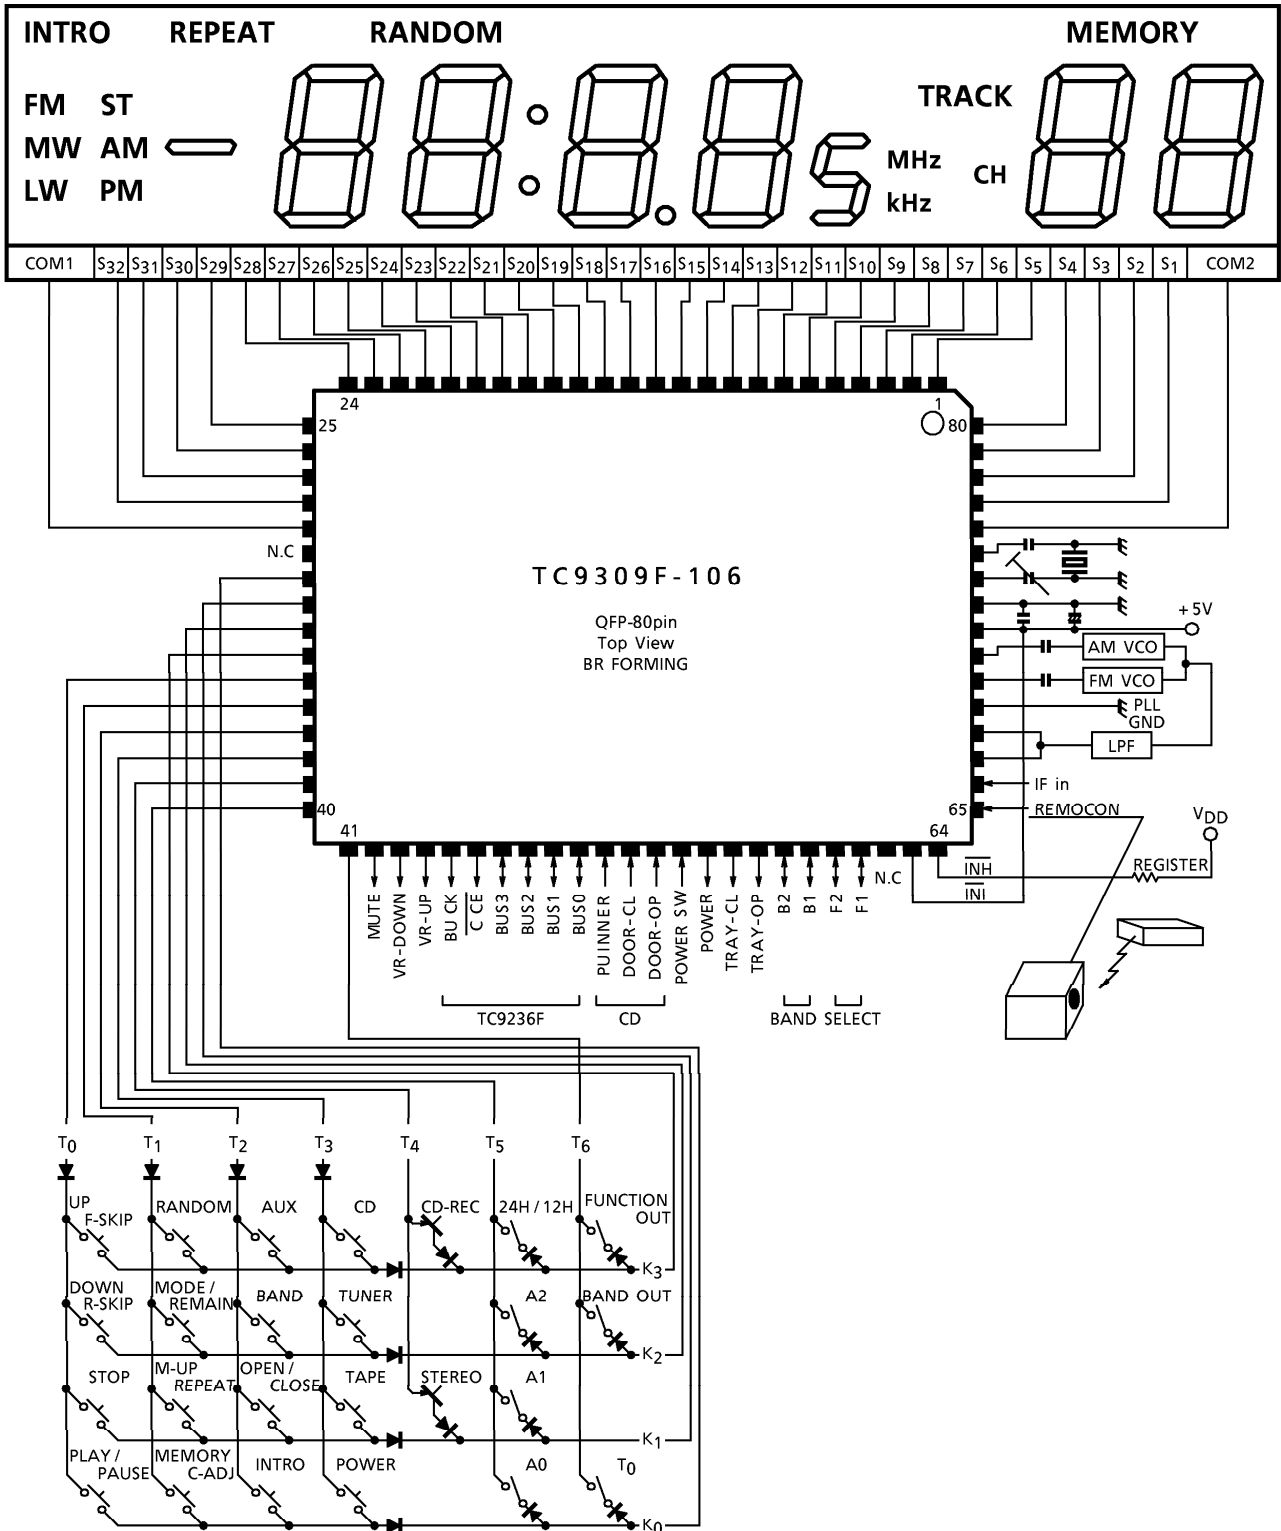 INTRO REPEAT RANDOM MEMORY
FM ST TRACK
MW AM MHz CH
LW PM kHz
COM1 S32 S31 S30 S29 S28 S27 S26 S25 S24 S23 S22 S21 S20 S19 S18 S17 S16 S15 S14 S13 S12 S11 S10 S9 S8 S7 S6 S5 S4 S3 S2 S1 COM2
24 1
25 80
N.C
TC9309F-106
QFP-80pin
Top View
BR FORMING
+5V
AM VCO
FM VCO
PLL
GND
LPF
IF in
40 65 REMOCON
41 64
VDD
INH REGISTER
INI
N.C
MUTE
VR-DOWN
VR-UP
BU CK
C CE
BUS3
BUS2
BUS1
BUS0
PUINNER
DOOR-CL
DOOR-OP
POWER SW
POWER
TRAY-CL
TRAY-OP
B2
B1
F2
F1
TC9236F CD BAND SELECT
T0 T1 T2 T3 T4 T5 T6
UP
F-SKIP RANDOM AUX CD CD-REC 24H / 12H FUNCTION
OUT
K3
DOWN
R-SKIP MODE /
REMAIN BAND TUNER A2 BAND OUT
K2
STOP M-UP
REPEAT OPEN /
CLOSE TAPE STEREO A1
K1
PLAY /
PAUSE MEMORY
C-ADJ INTRO POWER A0 T0
K0